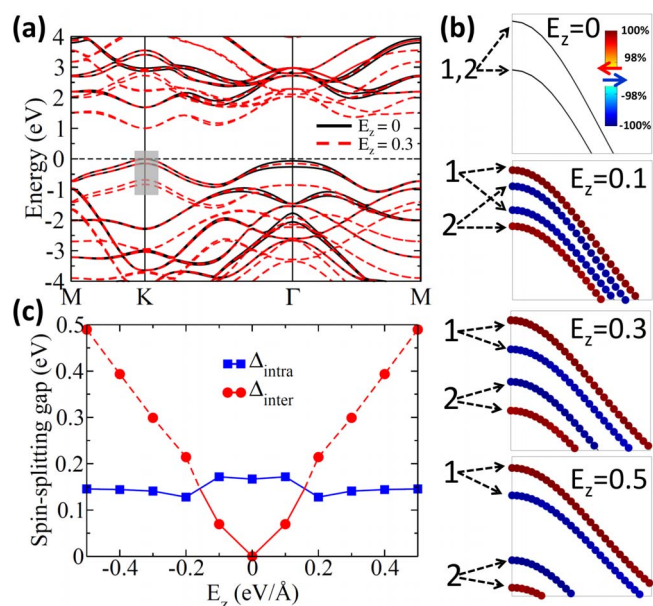 (a)
4
3
2
1
0
-1
-2
-3
-4
Energy (eV)
E_z = 0
E_z = 0.3
M
K
Γ
M
(b)
E_z=0
100%
98%
-98%
-100%
1,2
E_z=0.1
1
2
E_z=0.3
1
2
E_z=0.5
1
2
(c)
0.5
0.4
0.3
0.2
0.1
0
Spin-splitting gap (eV)
Δ_intra
Δ_inter
-0.4
-0.2
0
0.2
0.4
E_z (eV/Å)